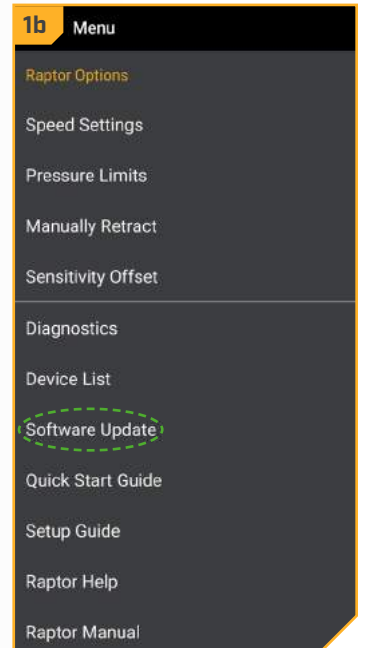 1b Menu
Raptor Options
Speed Settings
Pressure Limits
Manually Retract
Sensitivity Offset
Diagnostics
Device List
Software Update
Quick Start Guide
Setup Guide
Raptor Help
Raptor Manual